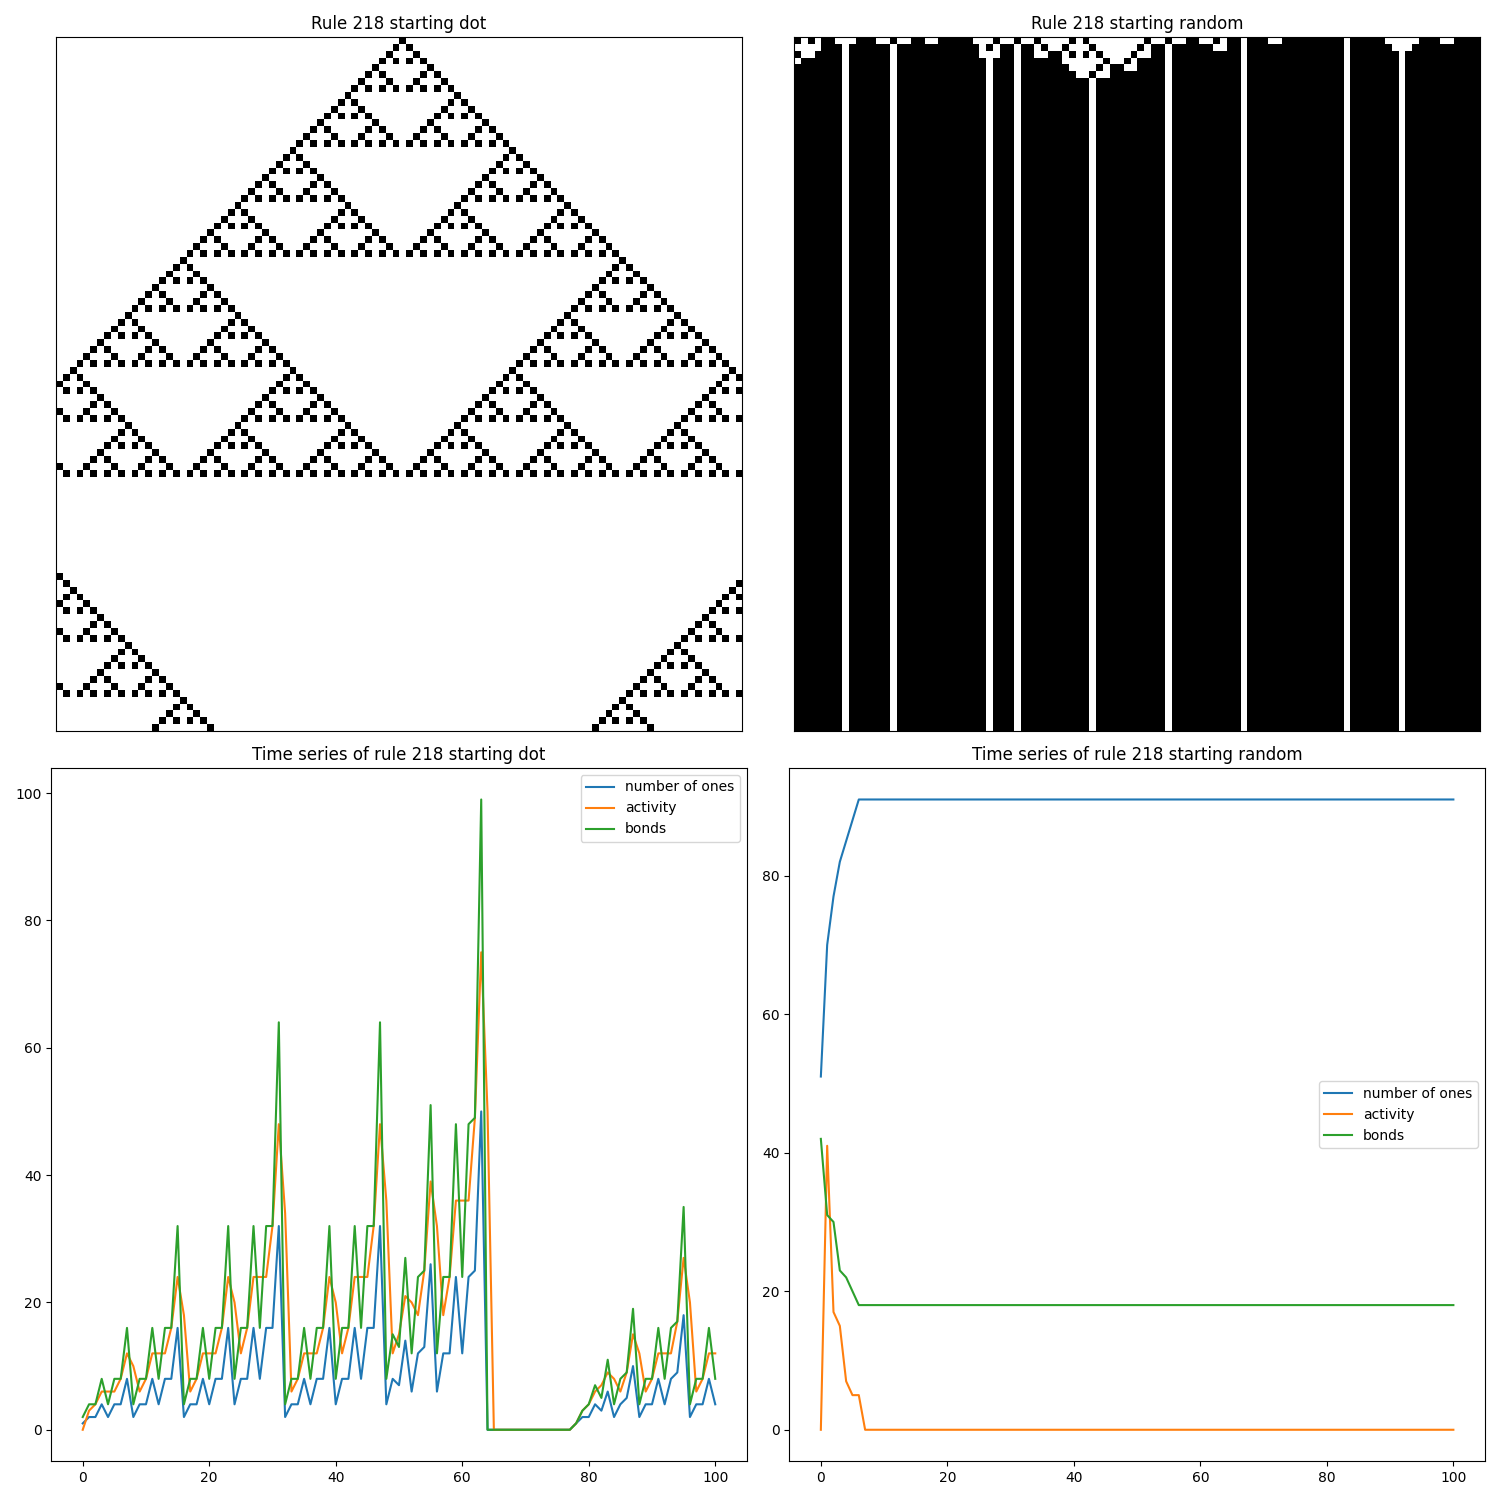 Rule 218 starting dot
Rule 218 starting random
Time series of rule 218 starting dot
100
80
60
40
20
0
0 20 40 60 80 100
number of ones
activity
bonds
Time series of rule 218 starting random
80
60
40
20
0
0 20 40 60 80 100
number of ones
activity
bonds